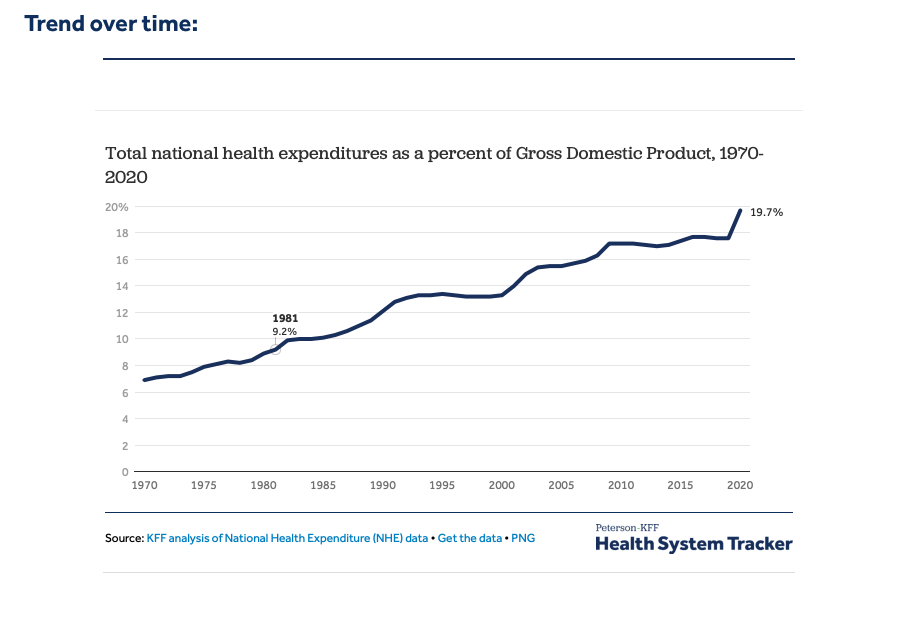 Trend over time:
Total national health expenditures as a percent of Gross Domestic Product, 1970-
2020
20%
19.7%
18
16
14
12
1981
9.2%
10
8
6
4
2
0
1970 1975 1980 1985 1990 1995 2000 2005 2010 2015 2020
Source: KFF analysis of National Health Expenditure (NHE) data • Get the data • PNG
Peterson-KFF
Health System Tracker